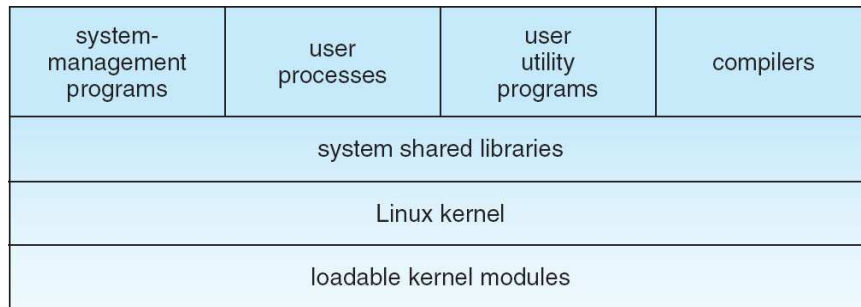 system-
management
programs
user
processes
user
utility
programs
compilers
system shared libraries
Linux kernel
loadable kernel modules